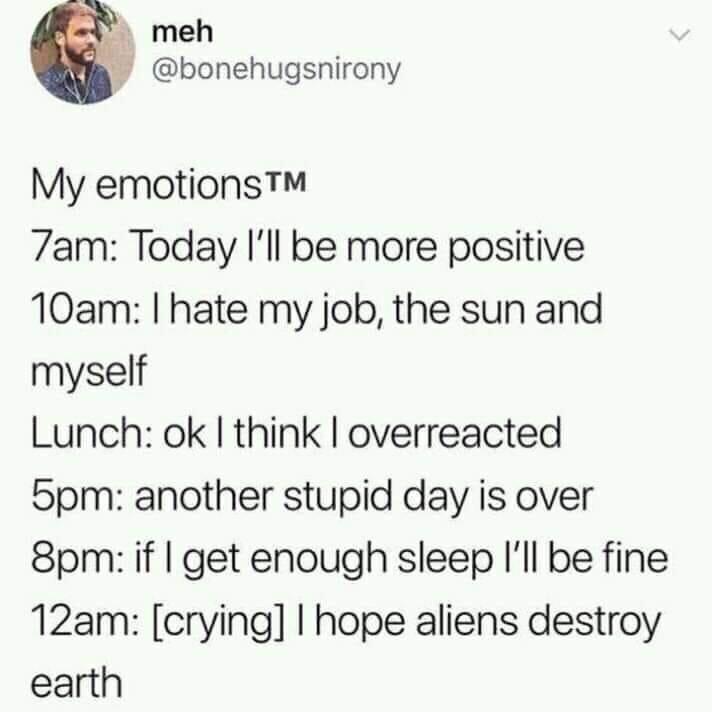 meh
@bonehugsnirony
My emotions™
7am: Today I'll be more positive
10am: I hate my job, the sun and
myself
Lunch: ok I think I overreacted
5pm: another stupid day is over
8pm: if I get enough sleep I'll be fine
12am: [crying] I hope aliens destroy
earth